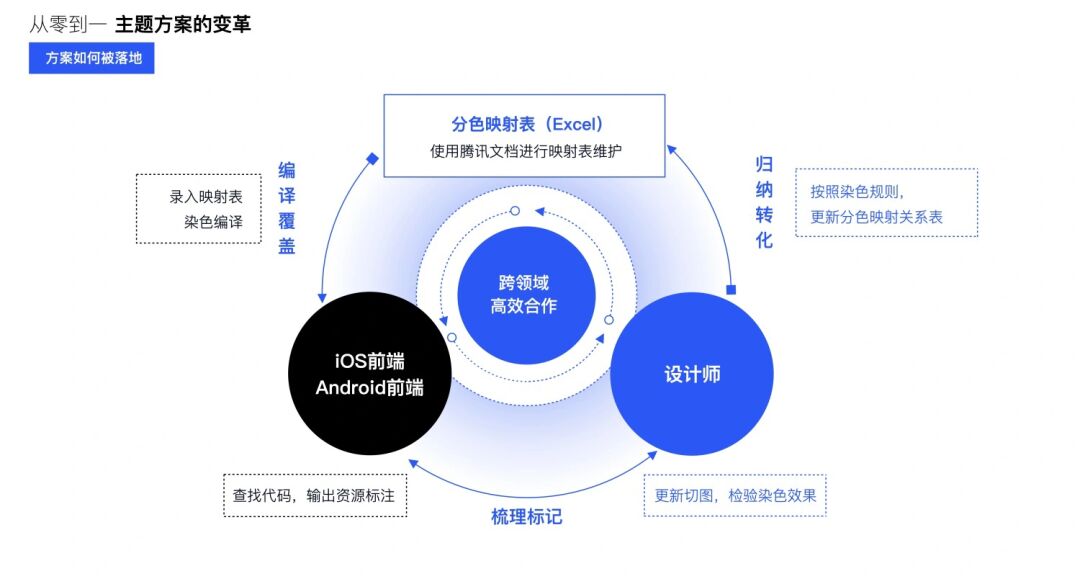 从零到一 主题方案的变革
方案如何被落地
分色映射表（Excel）
使用腾讯文档进行映射表维护
编译覆盖
录入映射表
染色编译
归纳转化
按照染色规则，
更新分色映射关系表
跨领域
高效合作
iOS前端
Android前端
设计师
查找代码，输出资源标注
梳理标记
更新切图，检验染色效果